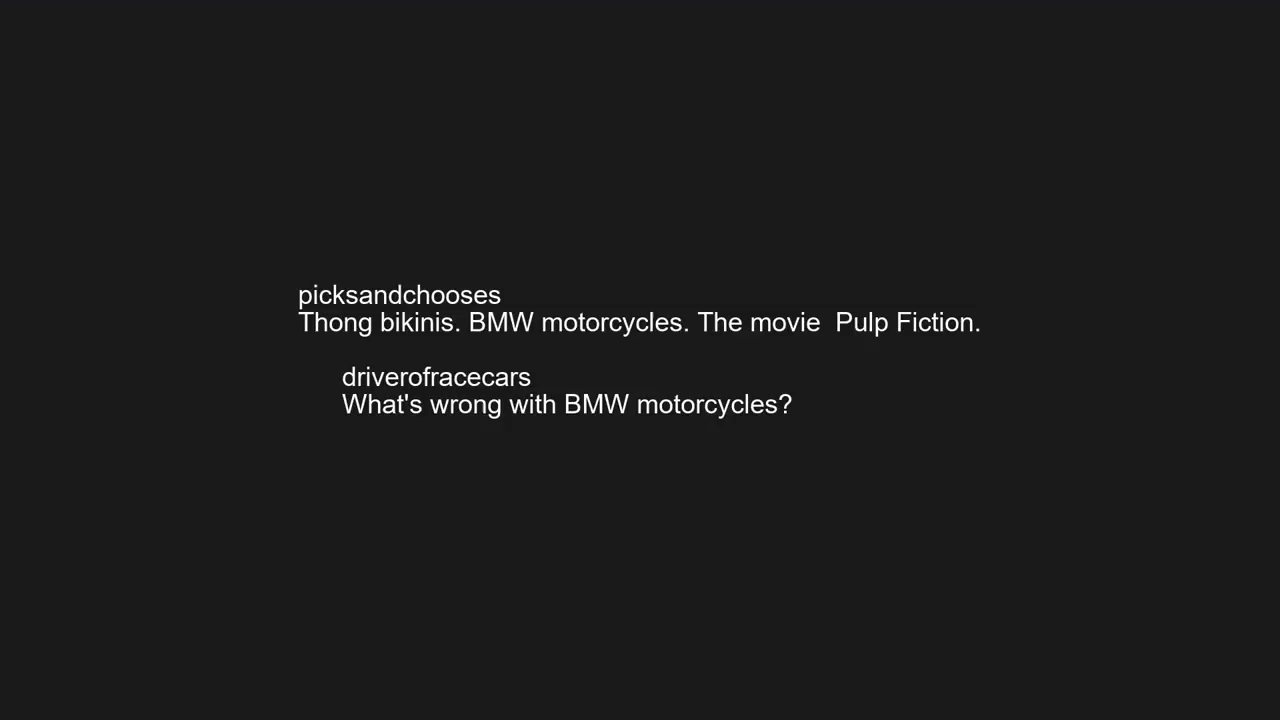 picksandchooses
Thong bikinis. BMW motorcycles. The movie  Pulp Fiction.
driverofracecars
What's wrong with BMW motorcycles?